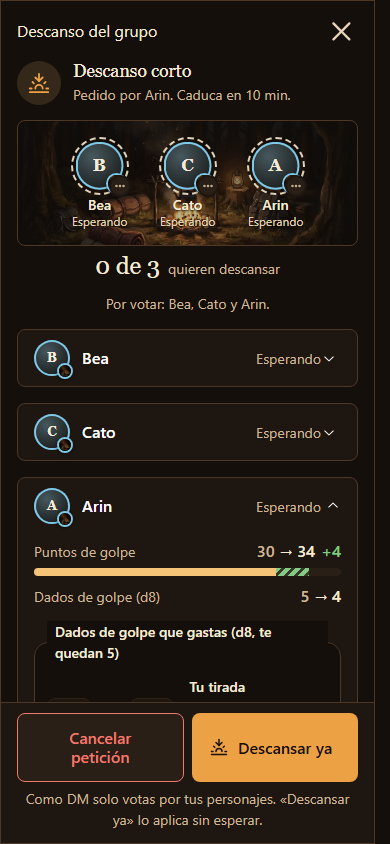 Descanso del grupo
Descanso corto
Pedido por Arin. Caduca en 10 min.
B
C
A
Bea
Cato
Arin
Esperando
Esperando
Esperando
0 de 3 quieren descansar
Por votar: Bea, Cato y Arin.
B Bea Esperando
C Cato Esperando
A Arin Esperando
Puntos de golpe 30 → 34 +4
Dados de golpe (d8) 5 → 4
Dados de golpe que gastas (d8, te
quedan 5)
Tu tirada
Cancelar
petición
Descansar ya
Como DM solo votas por tus personajes. «Descansar
ya» lo aplica sin esperar.